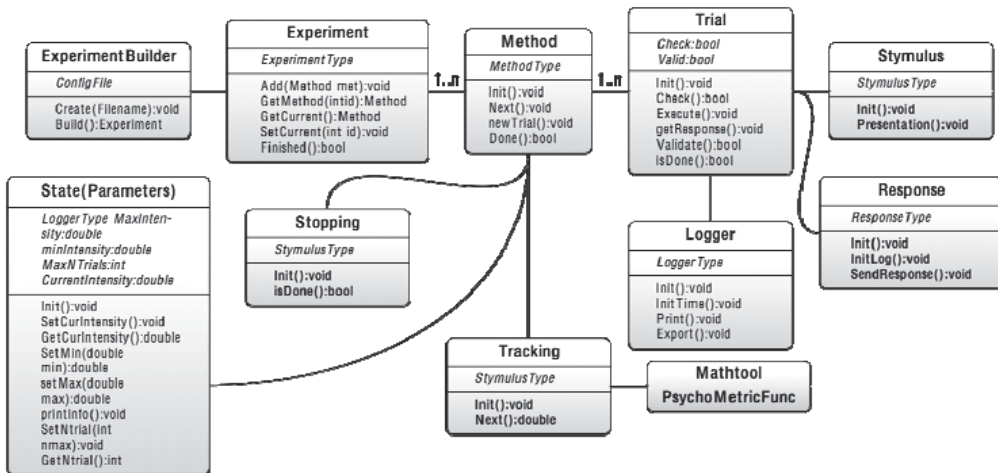 ExperimentBuilder
ConfigFile
Create(Filename):void
Build():Experiment
Experiment
ExperimentType
Add(Method met):void
GetMethod(intid):Method
GetCurrent():Method
SetCurrent(int id):void
Finished():bool
1..n
Method
MethodType
Init():void
Next():void
newTrial():void
Done():bool
1..n
Trial
Check:bool
Valid:bool
Init():void
Check():bool
Execute():void
getResponse():void
Validate():bool
isDone():bool
Stymulus
StymulusType
Init():void
Presentation():void
State(Parameters)
LoggerType MaxInten-
sity:double
minIntensity:double
MaxNTrials:int
CurrentIntensity:double
Init():void
SetCurIntensity():void
GetCurIntensity():double
SetMin(double
min):double
setMax(double
max):double
printInfo():void
SetNtrial(int
nmax):void
GetNtrial():int
Stopping
StymulusType
Init():void
isDone():bool
Logger
LoggerType
Init():void
InitTime():void
Print():void
Export():void
Response
ResponseType
Init():void
InitLog():void
SendResponse():void
Tracking
StymulusType
Init():void
Next():double
Mathtool
PsychoMetricFunc